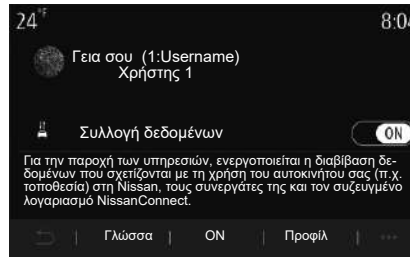 24°F 8:04
Γεια σου (1:Username)
Χρήστης 1
Συλλογή δεδομένων ON
Για την παροχή των υπηρεσιών, ενεργοποιείται η διαβίβαση δε-
δομένων που σχετίζονται με τη χρήση του αυτοκινήτου σας (π.χ.
τοποθεσία) στη Nissan, τους συνεργάτες της και τον συζευγμένο
λογαριασμό NissanConnect.
Γλώσσα | ON | Προφίλ |